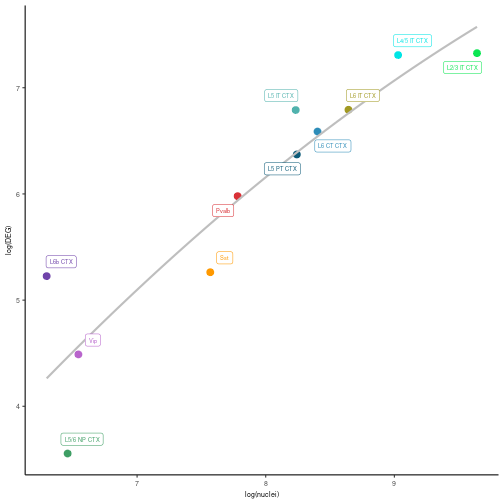 L4/5 IT CTX
L2/3 IT CTX
L5 IT CTX
L6 IT CTX
L6 CT CTX
L5 PT CTX
Pvalb
Sst
L6b CTX
Vip
L5/6 NP CTX
7
6
5
4
log(DEG)
7
8
9
log(nuclei)